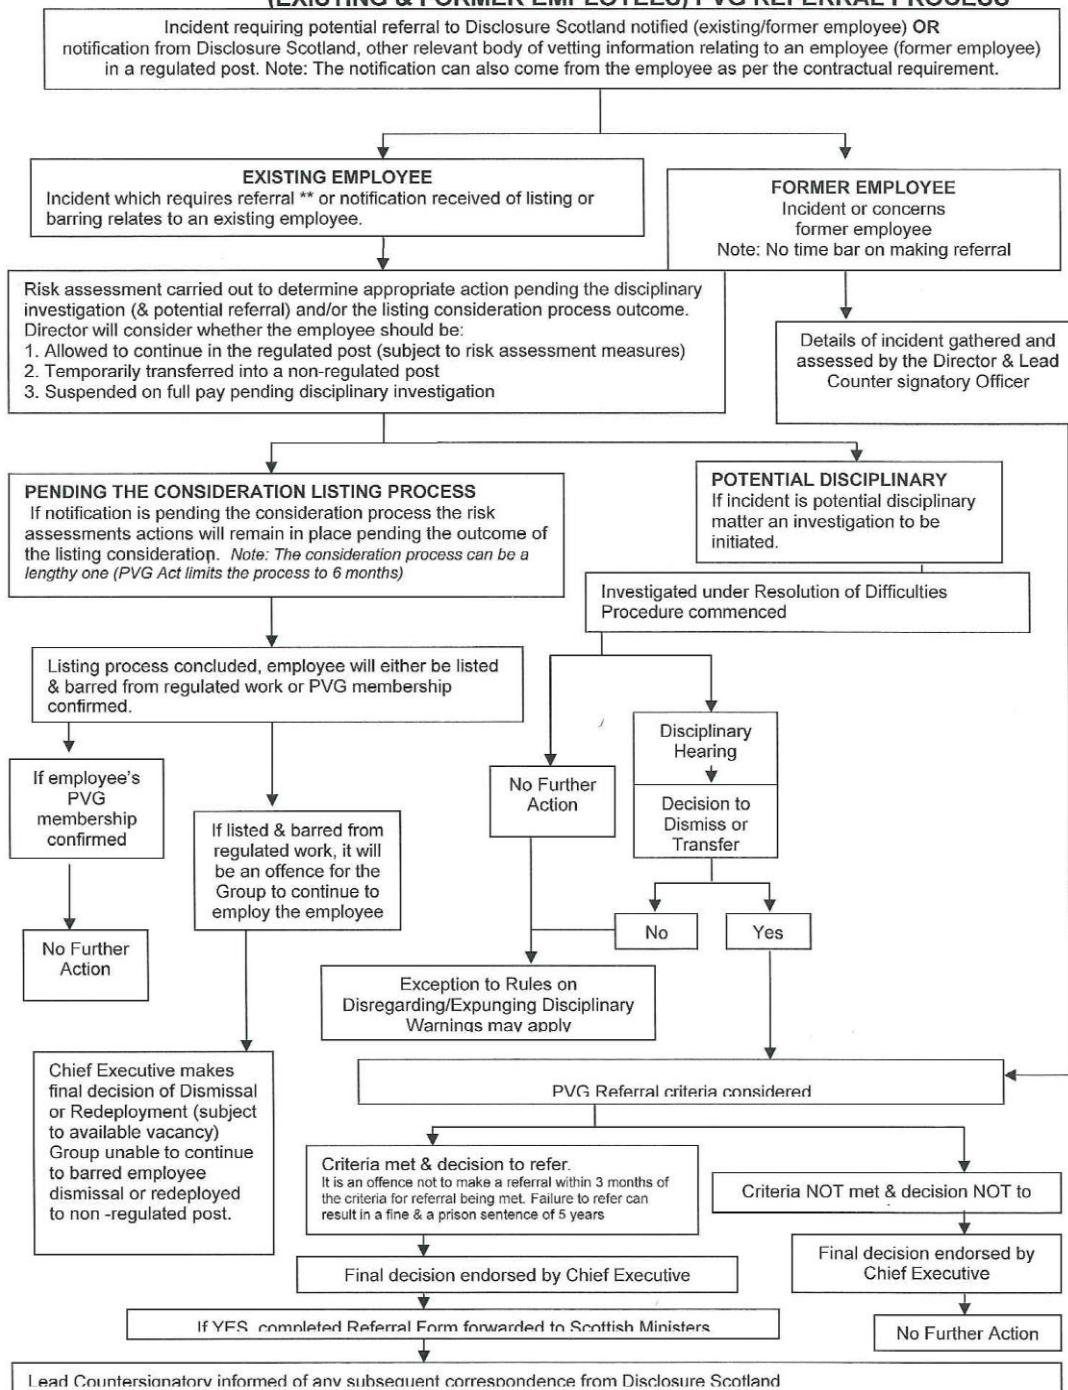 (EXISTING & FORMER EMPLOYEES) PVG REFERRAL PROCESS
Incident requiring potential referral to Disclosure Scotland notified (existing/former employee) OR
notification from Disclosure Scotland, other relevant body of vetting information relating to an employee (former employee)
in a regulated post. Note: The notification can also come from the employee as per the contractual requirement.
EXISTING EMPLOYEE
Incident which requires referral ** or notification received of listing or
barring relates to an existing employee.
FORMER EMPLOYEE
Incident or concerns
former employee
Note: No time bar on making referral
Risk assessment carried out to determine appropriate action pending the disciplinary
investigation (& potential referral) and/or the listing consideration process outcome.
Director will consider whether the employee should be:
1. Allowed to continue in the regulated post (subject to risk assessment measures)
2. Temporarily transferred into a non-regulated post
3. Suspended on full pay pending disciplinary investigation
Details of incident gathered and
assessed by the Director & Lead
Counter signatory Officer
PENDING THE CONSIDERATION LISTING PROCESS
If notification is pending the consideration process the risk
assessments actions will remain in place pending the outcome of
the listing consideration. Note: The consideration process can be a
lengthy one (PVG Act limits the process to 6 months)
POTENTIAL DISCIPLINARY
If incident is potential disciplinary
matter an investigation to be
initiated.
Investigated under Resolution of Difficulties
Procedure commenced
Listing process concluded, employee will either be listed
& barred from regulated work or PVG membership
confirmed.
Disciplinary
Hearing
Decision to
Dismiss or
Transfer
No Further
Action
If employee's
PVG
membership
confirmed
If listed & barred from
regulated work, it will
be an offence for the
Group to continue to
employ the employee
No
Yes
No Further
Action
Exception to Rules on
Disregarding/Expunging Disciplinary
Warnings may apply
Chief Executive makes
final decision of Dismissal
or Redeployment (subject
to available vacancy)
Group unable to continue
to barred employee
dismissal or redeployed
to non -regulated post.
PVG Referral criteria considered
Criteria met & decision to refer.
It is an offence not to make a referral within 3 months of
the criteria for referral being met. Failure to refer can
result in a fine & a prison sentence of 5 years
Criteria NOT met & decision NOT to
Final decision endorsed by Chief Executive
Final decision endorsed by
Chief Executive
If YES, completed Referral Form forwarded to Scottish Ministers
No Further Action
Lead Countersignatory informed of any subsequent correspondence from Disclosure Scotland